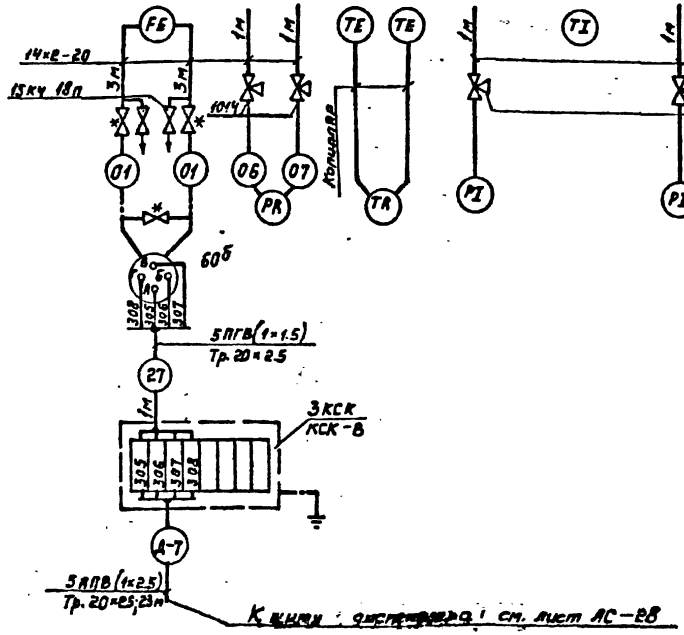 FE
1м
1м
TE
TE
1м
TI
1м
14×2-20
3м
3м
15кч 18п
1014
Капилляр
*
*
01
01
06
07
PR
TR
PI
PI
*
60б
В
Г
Б
А
308
305
306
307
5ПГВ(1×1.5)
Тр. 20×2.5
27
1м
3КСК
КСК-8
305
306
307
308
Д-7
5АПВ(1×2.5)
Тр. 20×2.5; 23м
К щиту см. лист АС-28